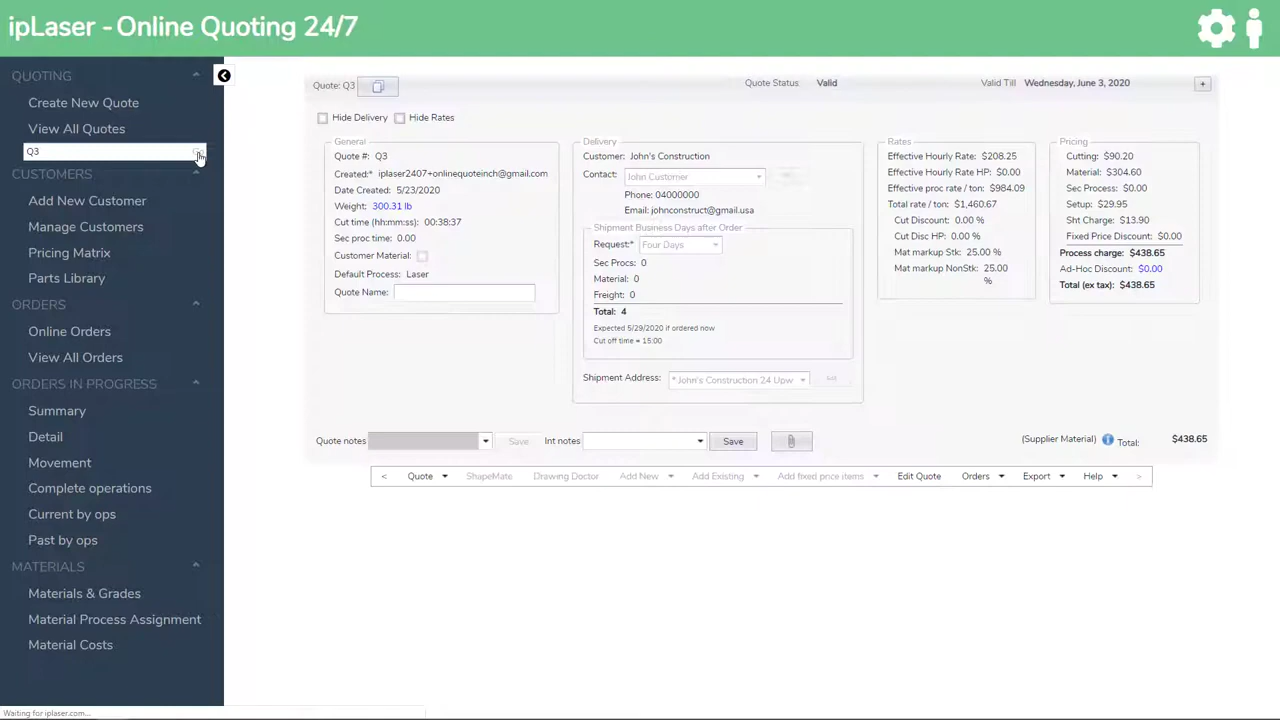 ipLaser - Online Quoting 24/7
QUOTING
Create New Quote
View All Quotes
Q3
CUSTOMERS
Add New Customer
Manage Customers
Pricing Matrix
Parts Library
ORDERS
Online Orders
View All Orders
ORDERS IN PROGRESS
Summary
Detail
Movement
Complete operations
Current by ops
Past by ops
MATERIALS
Materials & Grades
Material Process Assignment
Material Costs
Quote: Q3
Quote Status Valid
Valid Till Wednesday, June 3, 2020
+
Hide Delivery Hide Rates
General
Quote #: Q3
Created:* iplaser2407+onlinequoteinch@gmail.com
Date Created: 5/23/2020
Weight: 300.31 lb
Cut time (hh:mm:ss): 00:38:37
Sec proc time: 0.00
Customer Material:
Default Process: Laser
Quote Name:
Delivery
Customer: John's Construction
Contact: John Customer
Phone: 04000000
Email: johnconstruct@gmail.usa
Shipment Business Days after Order
Request:* Four Days
Sec Procs: 0
Material: 0
Freight: 0
Total: 4
Expected 5/29/2020 if ordered now
Cut off time = 15:00
Shipment Address: * John's Construction 24 Upw
Rates
Effective Hourly Rate: $208.25
Effective Hourly Rate HP: $0.00
Effective proc rate / ton: $984.09
Total rate / ton: $1,460.67
Cut Discount: 0.00 %
Cut Disc HP: 0.00 %
Mat markup Stk: 25.00 %
Mat markup NonStk: 25.00
%
Pricing
Cutting: $90.20
Material: $304.60
Sec Process: $0.00
Setup: $29.95
Sht Charge: $13.90
Fixed Price Discount: $0.00
Process charge: $438.65
Ad-Hoc Discount: $0.00
Total (ex tax): $438.65
Quote notes Save Int notes Save
(Supplier Material) Total: $438.65
< Quote ShapeMate Drawing Doctor Add New Add Existing Add fixed price items Edit Quote Orders Export Help >
Waiting for iplaser.com...